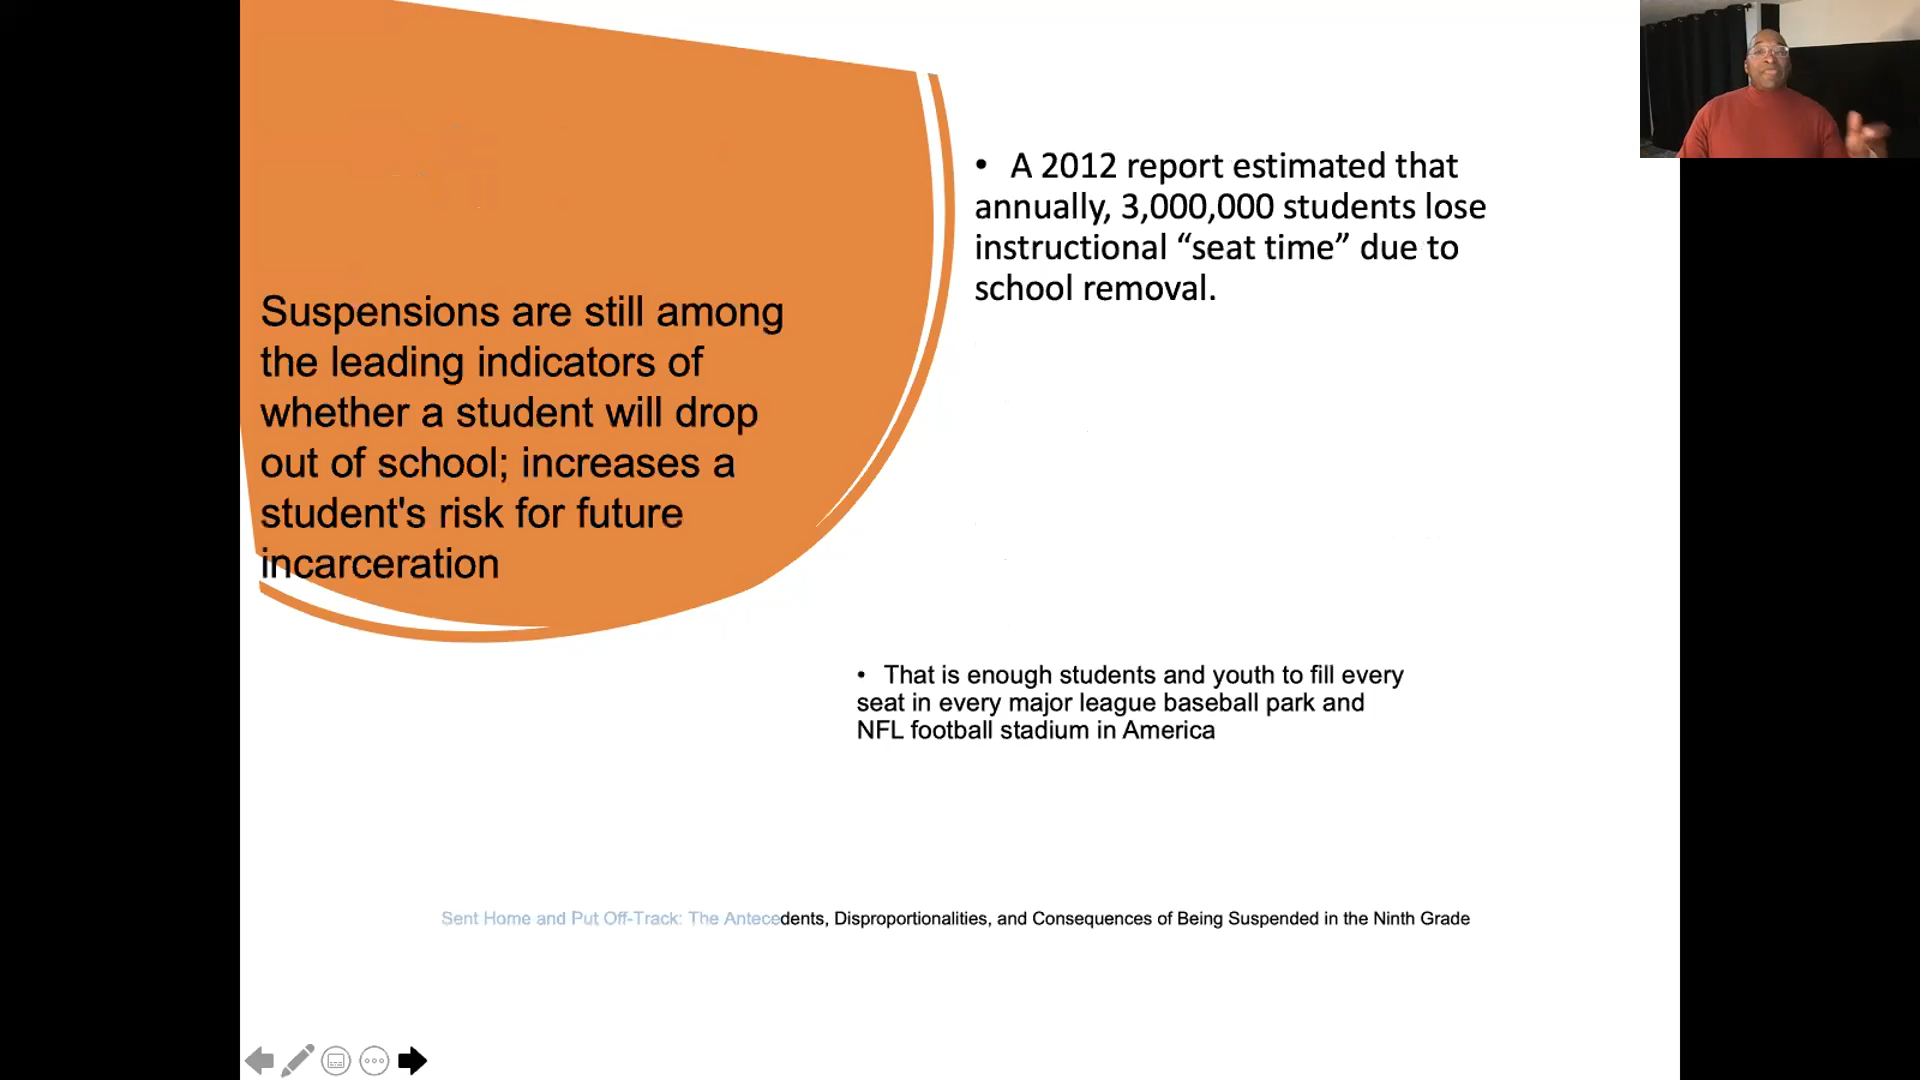 Suspensions are still among
the leading indicators of
whether a student will drop
out of school; increases a
student's risk for future
incarceration
• A 2012 report estimated that
annually, 3,000,000 students lose
instructional “seat time” due to
school removal.
• That is enough students and youth to fill every
seat in every major league baseball park and
NFL football stadium in America
Sent Home and Put Off-Track: The Antecedents, Disproportionalities, and Consequences of Being Suspended in the Ninth Grade